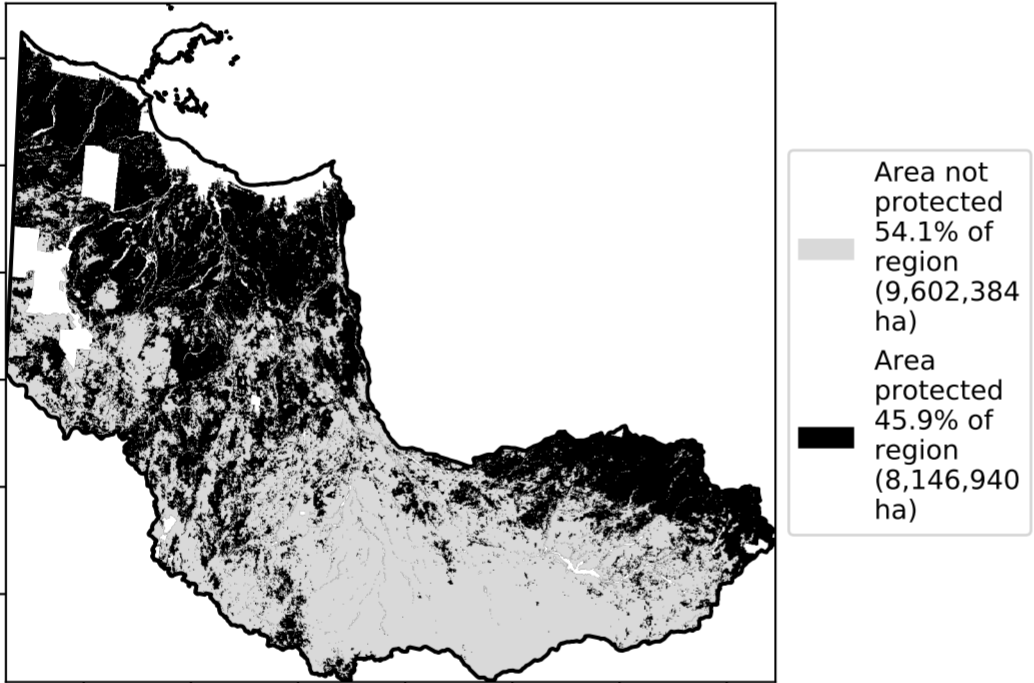 Area not
protected
54.1% of
region
(9,602,384
ha)
Area
protected
45.9% of
region
(8,146,940
ha)